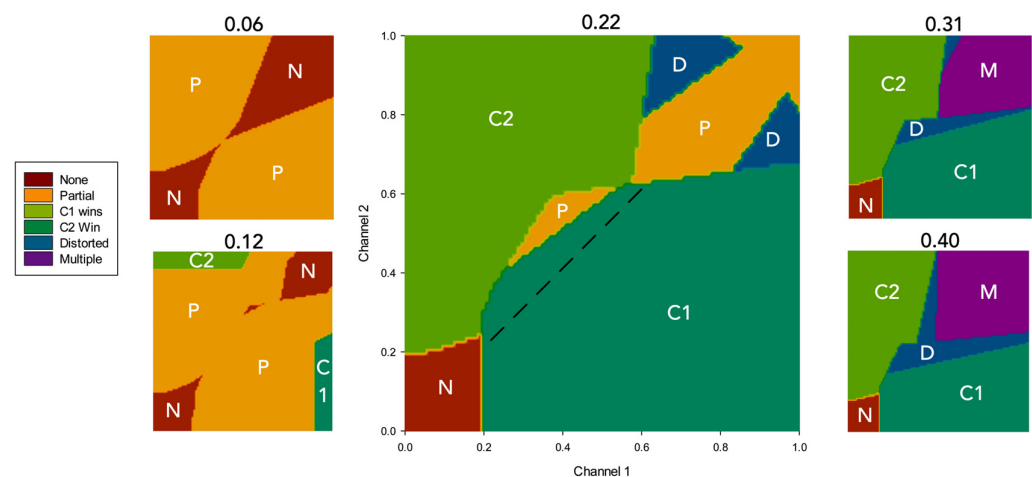 0.06
P
N
N
P
None
Partial
C1 wins
C2 Win
Distorted
Multiple
0.12
C2
N
P
P
N
C
1
0.22
Channel 2
1.0
0.8
0.6
0.4
0.2
0.0
C2
D
P
D
P
C1
N
0.0
0.2
0.4
0.6
0.8
1.0
Channel 1
0.31
C2
M
D
C1
N
0.40
C2
M
D
C1
N